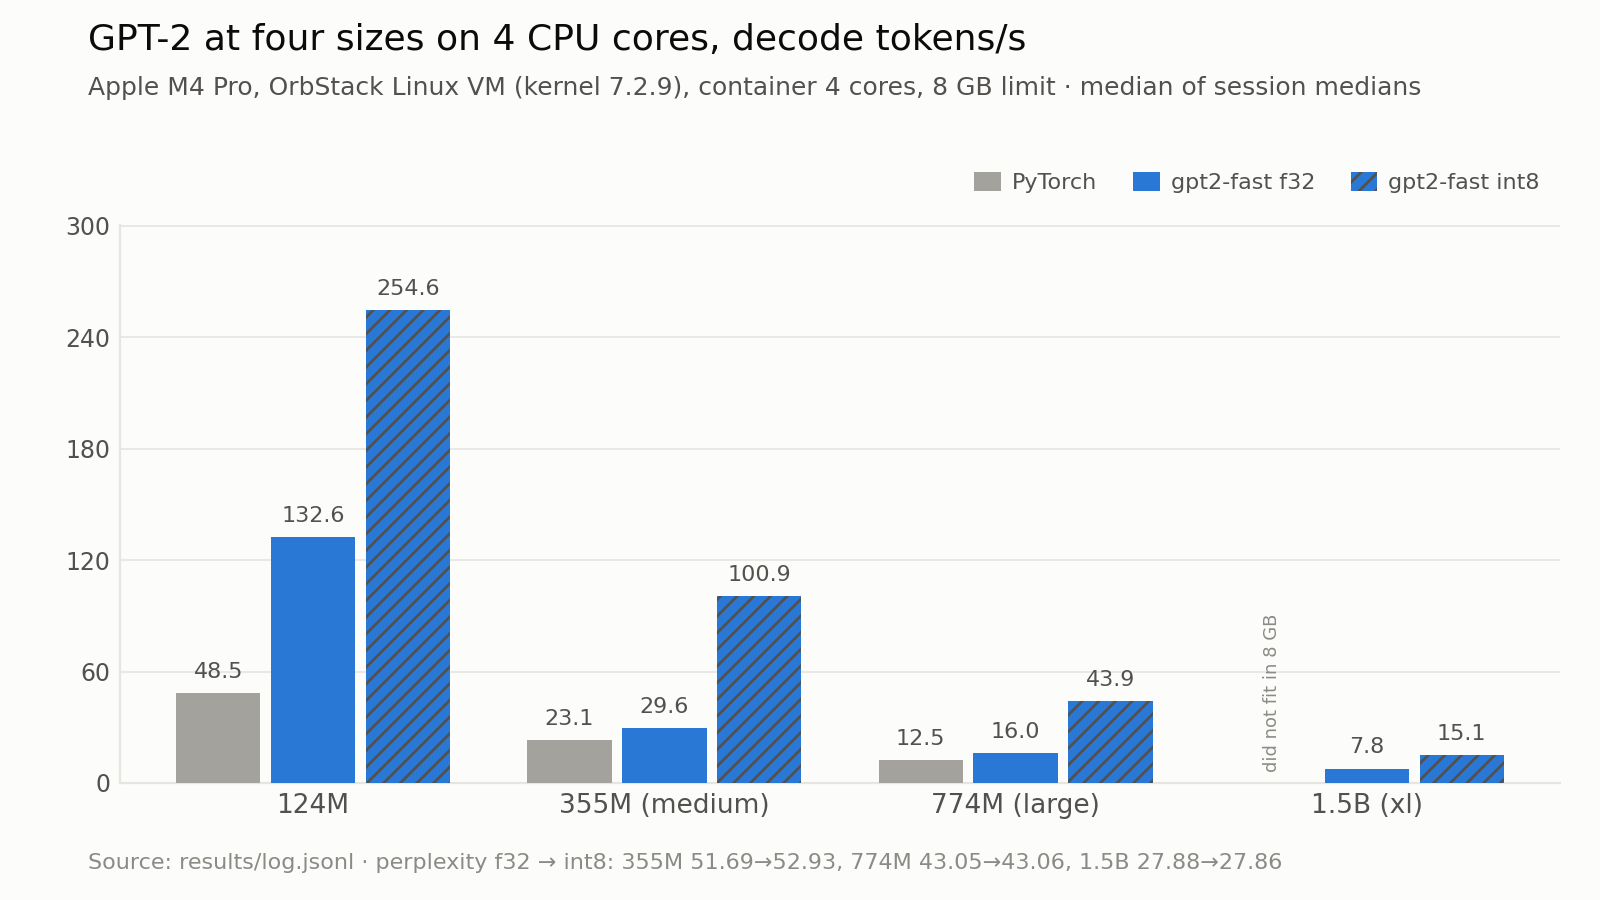 GPT-2 at four sizes on 4 CPU cores, decode tokens/s
Apple M4 Pro, OrbStack Linux VM (kernel 7.2.9), container 4 cores, 8 GB limit · median of session medians
PyTorch
gpt2-fast f32
gpt2-fast int8
300
240
180
120
60
0
48.5
132.6
254.6
23.1
29.6
100.9
12.5
16.0
43.9
did not fit in 8 GB
7.8
15.1
124M
355M (medium)
774M (large)
1.5B (xl)
Source: results/log.jsonl · perplexity f32 → int8: 355M 51.69→52.93, 774M 43.05→43.06, 1.5B 27.88→27.86